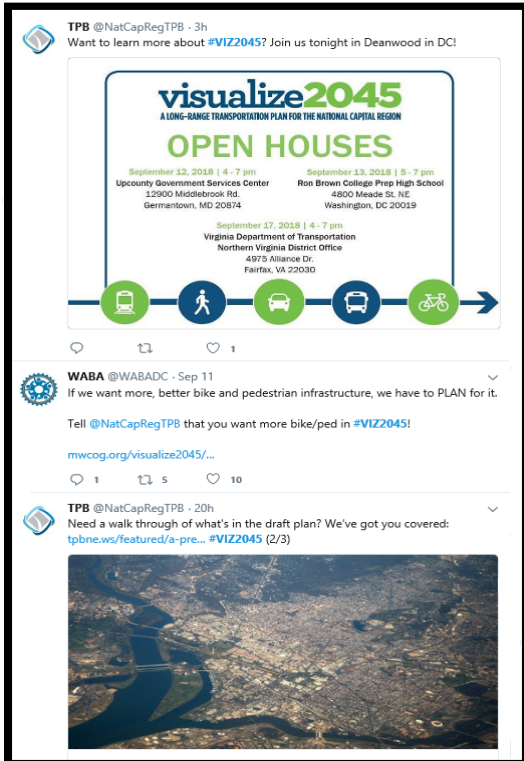 TPB @NatCapRegTPB · 3h
Want to learn more about #VIZ2045? Join us tonight in Deanwood in DC!
visualize2045
A LONG-RANGE TRANSPORTATION PLAN FOR THE NATIONAL CAPITAL REGION
OPEN HOUSES
September 12, 2018 | 4 - 7 pm
Upcounty Government Services Center
12900 Middlebrook Rd.
Germantown, MD 20874
September 13, 2018 | 5 - 7 pm
Ron Brown College Prep High School
4800 Meade St, NE
Washington, DC 20019
September 17, 2018 | 4 - 7 pm
Virginia Department of Transportation
Northern Virginia District Office
4975 Alliance Dr.
Fairfax, VA 22030
1
WABA @WABADC · Sep 11
If we want more, better bike and pedestrian infrastructure, we have to PLAN for it.
Tell @NatCapRegTPB that you want more bike/ped in #VIZ2045!
mwcog.org/visualize2045/...
1 5 10
TPB @NatCapRegTPB · 20h
Need a walk through of what's in the draft plan? We've got you covered:
tpbne.ws/featured/a-pre... #VIZ2045 (2/3)